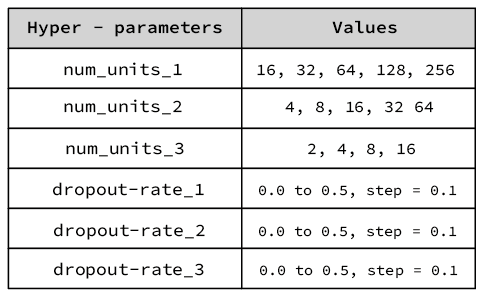 Hyper - parameters Values
num_units_1 16, 32, 64, 128, 256
num_units_2 4, 8, 16, 32 64
num_units_3 2, 4, 8, 16
dropout-rate_1 0.0 to 0.5, step = 0.1
dropout-rate_2 0.0 to 0.5, step = 0.1
dropout-rate_3 0.0 to 0.5, step = 0.1